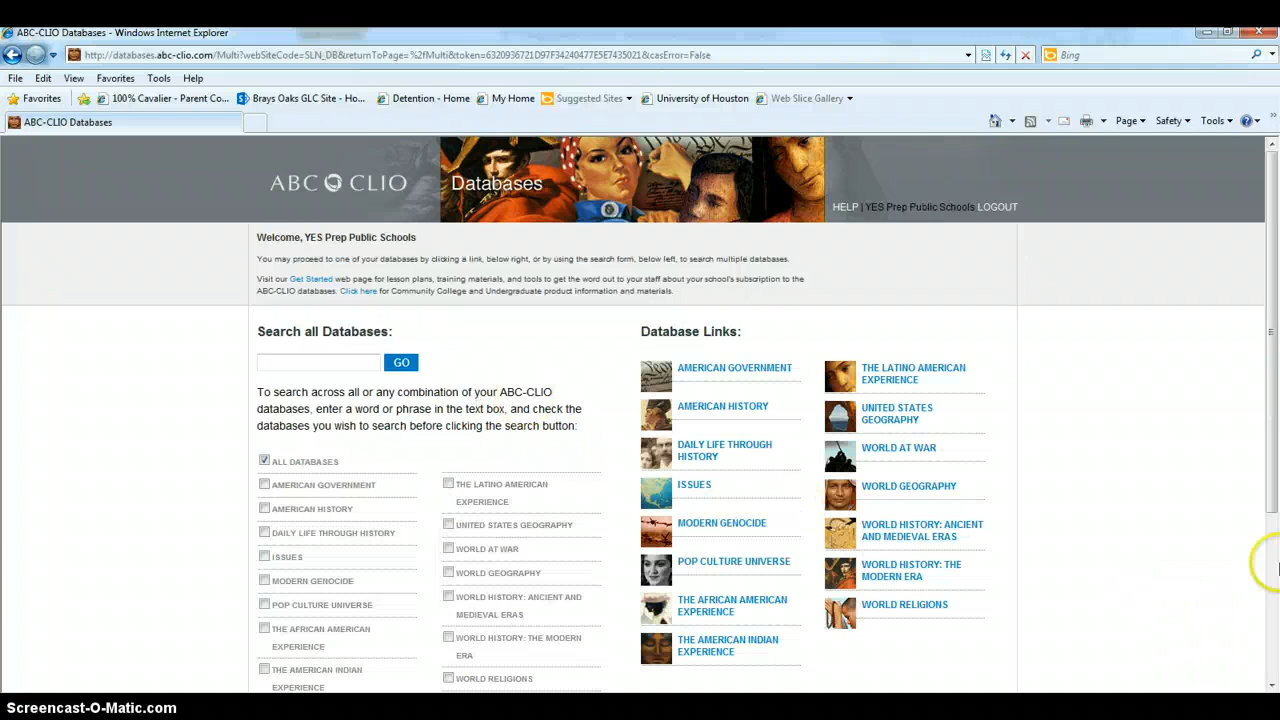 ABC-CLIO Databases - Windows Internet Explorer
http://databases.abc-clio.com/Multi?webSiteCode=SLN_DB&returnToPage=%2fMulti&token=6320936721D97F34240477E5E7435021&casError=False
Bing
File Edit View Favorites Tools Help
Favorites 100% Cavalier - Parent Co... Brays Oaks GLC Site - Ho... Detention - Home My Home Suggested Sites University of Houston Web Slice Gallery
ABC-CLIO Databases
Page Safety Tools
ABC CLIO
Databases
HELP | YES Prep Public Schools LOGOUT
Welcome, YES Prep Public Schools
You may proceed to one of your databases by clicking a link, below right, or by using the search form, below left, to search multiple databases.
Visit our Get Started web page for lesson plans, training materials, and tools to get the word out to your staff about your school's subscription to the
ABC-CLIO databases. Click here for Community College and Undergraduate product information and materials.
Search all Databases:
GO
To search across all or any combination of your ABC-CLIO
databases, enter a word or phrase in the text box, and check the
databases you wish to search before clicking the search button:
ALL DATABASES
AMERICAN GOVERNMENT
AMERICAN HISTORY
DAILY LIFE THROUGH HISTORY
ISSUES
MODERN GENOCIDE
POP CULTURE UNIVERSE
THE AFRICAN AMERICAN
EXPERIENCE
THE AMERICAN INDIAN
EXPERIENCE
THE LATINO AMERICAN
EXPERIENCE
UNITED STATES GEOGRAPHY
WORLD AT WAR
WORLD GEOGRAPHY
WORLD HISTORY: ANCIENT AND
MEDIEVAL ERAS
WORLD HISTORY: THE MODERN
ERA
WORLD RELIGIONS
Database Links:
AMERICAN GOVERNMENT
AMERICAN HISTORY
DAILY LIFE THROUGH
HISTORY
ISSUES
MODERN GENOCIDE
POP CULTURE UNIVERSE
THE AFRICAN AMERICAN
EXPERIENCE
THE AMERICAN INDIAN
EXPERIENCE
THE LATINO AMERICAN
EXPERIENCE
UNITED STATES
GEOGRAPHY
WORLD AT WAR
WORLD GEOGRAPHY
WORLD HISTORY: ANCIENT
AND MEDIEVAL ERAS
WORLD HISTORY: THE
MODERN ERA
WORLD RELIGIONS
Screencast-O-Matic.com